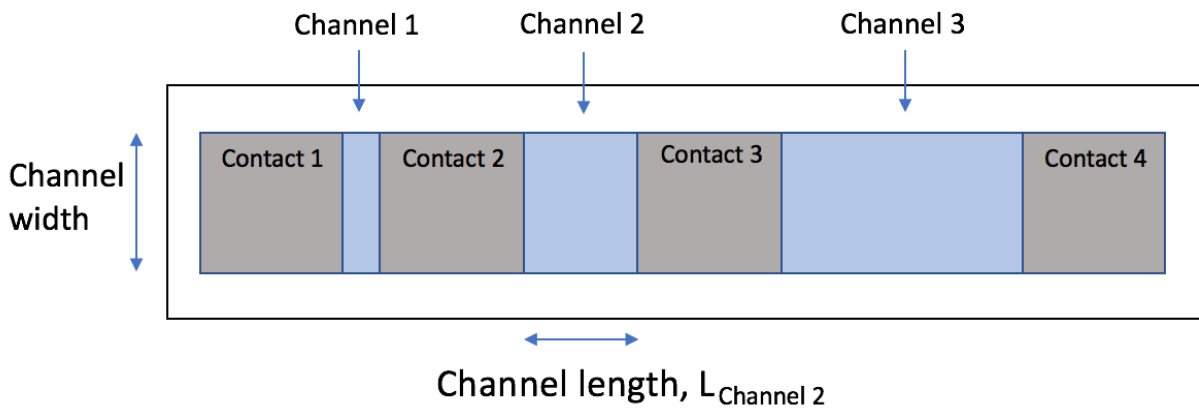 Channel 1
Channel 2
Channel 3
Contact 1
Contact 2
Contact 3
Contact 4
Channel
width
Channel length, L Channel 2